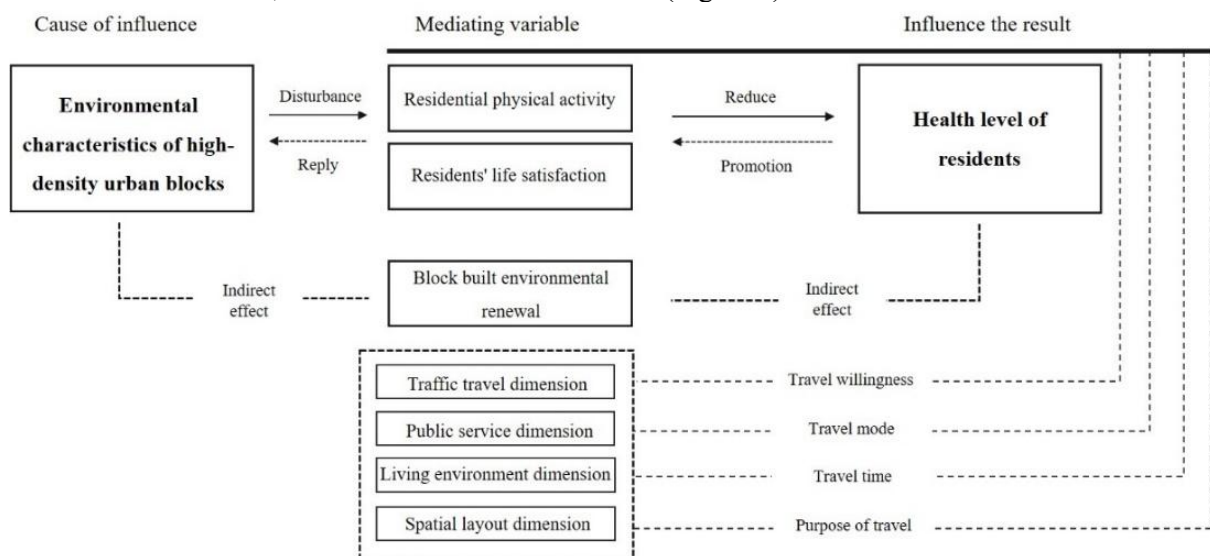 Cause of influence
Mediating variable
Influence the result
Environmental
characteristics of high-
density urban blocks
Disturbance
Reply
Residential physical activity
Residents' life satisfaction
Reduce
Promotion
Health level of
residents
Indirect
effect
Block built environmental
renewal
Indirect
effect
Traffic travel dimension
Travel willingness
Public service dimension
Travel mode
Living environment dimension
Travel time
Spatial layout dimension
Purpose of travel